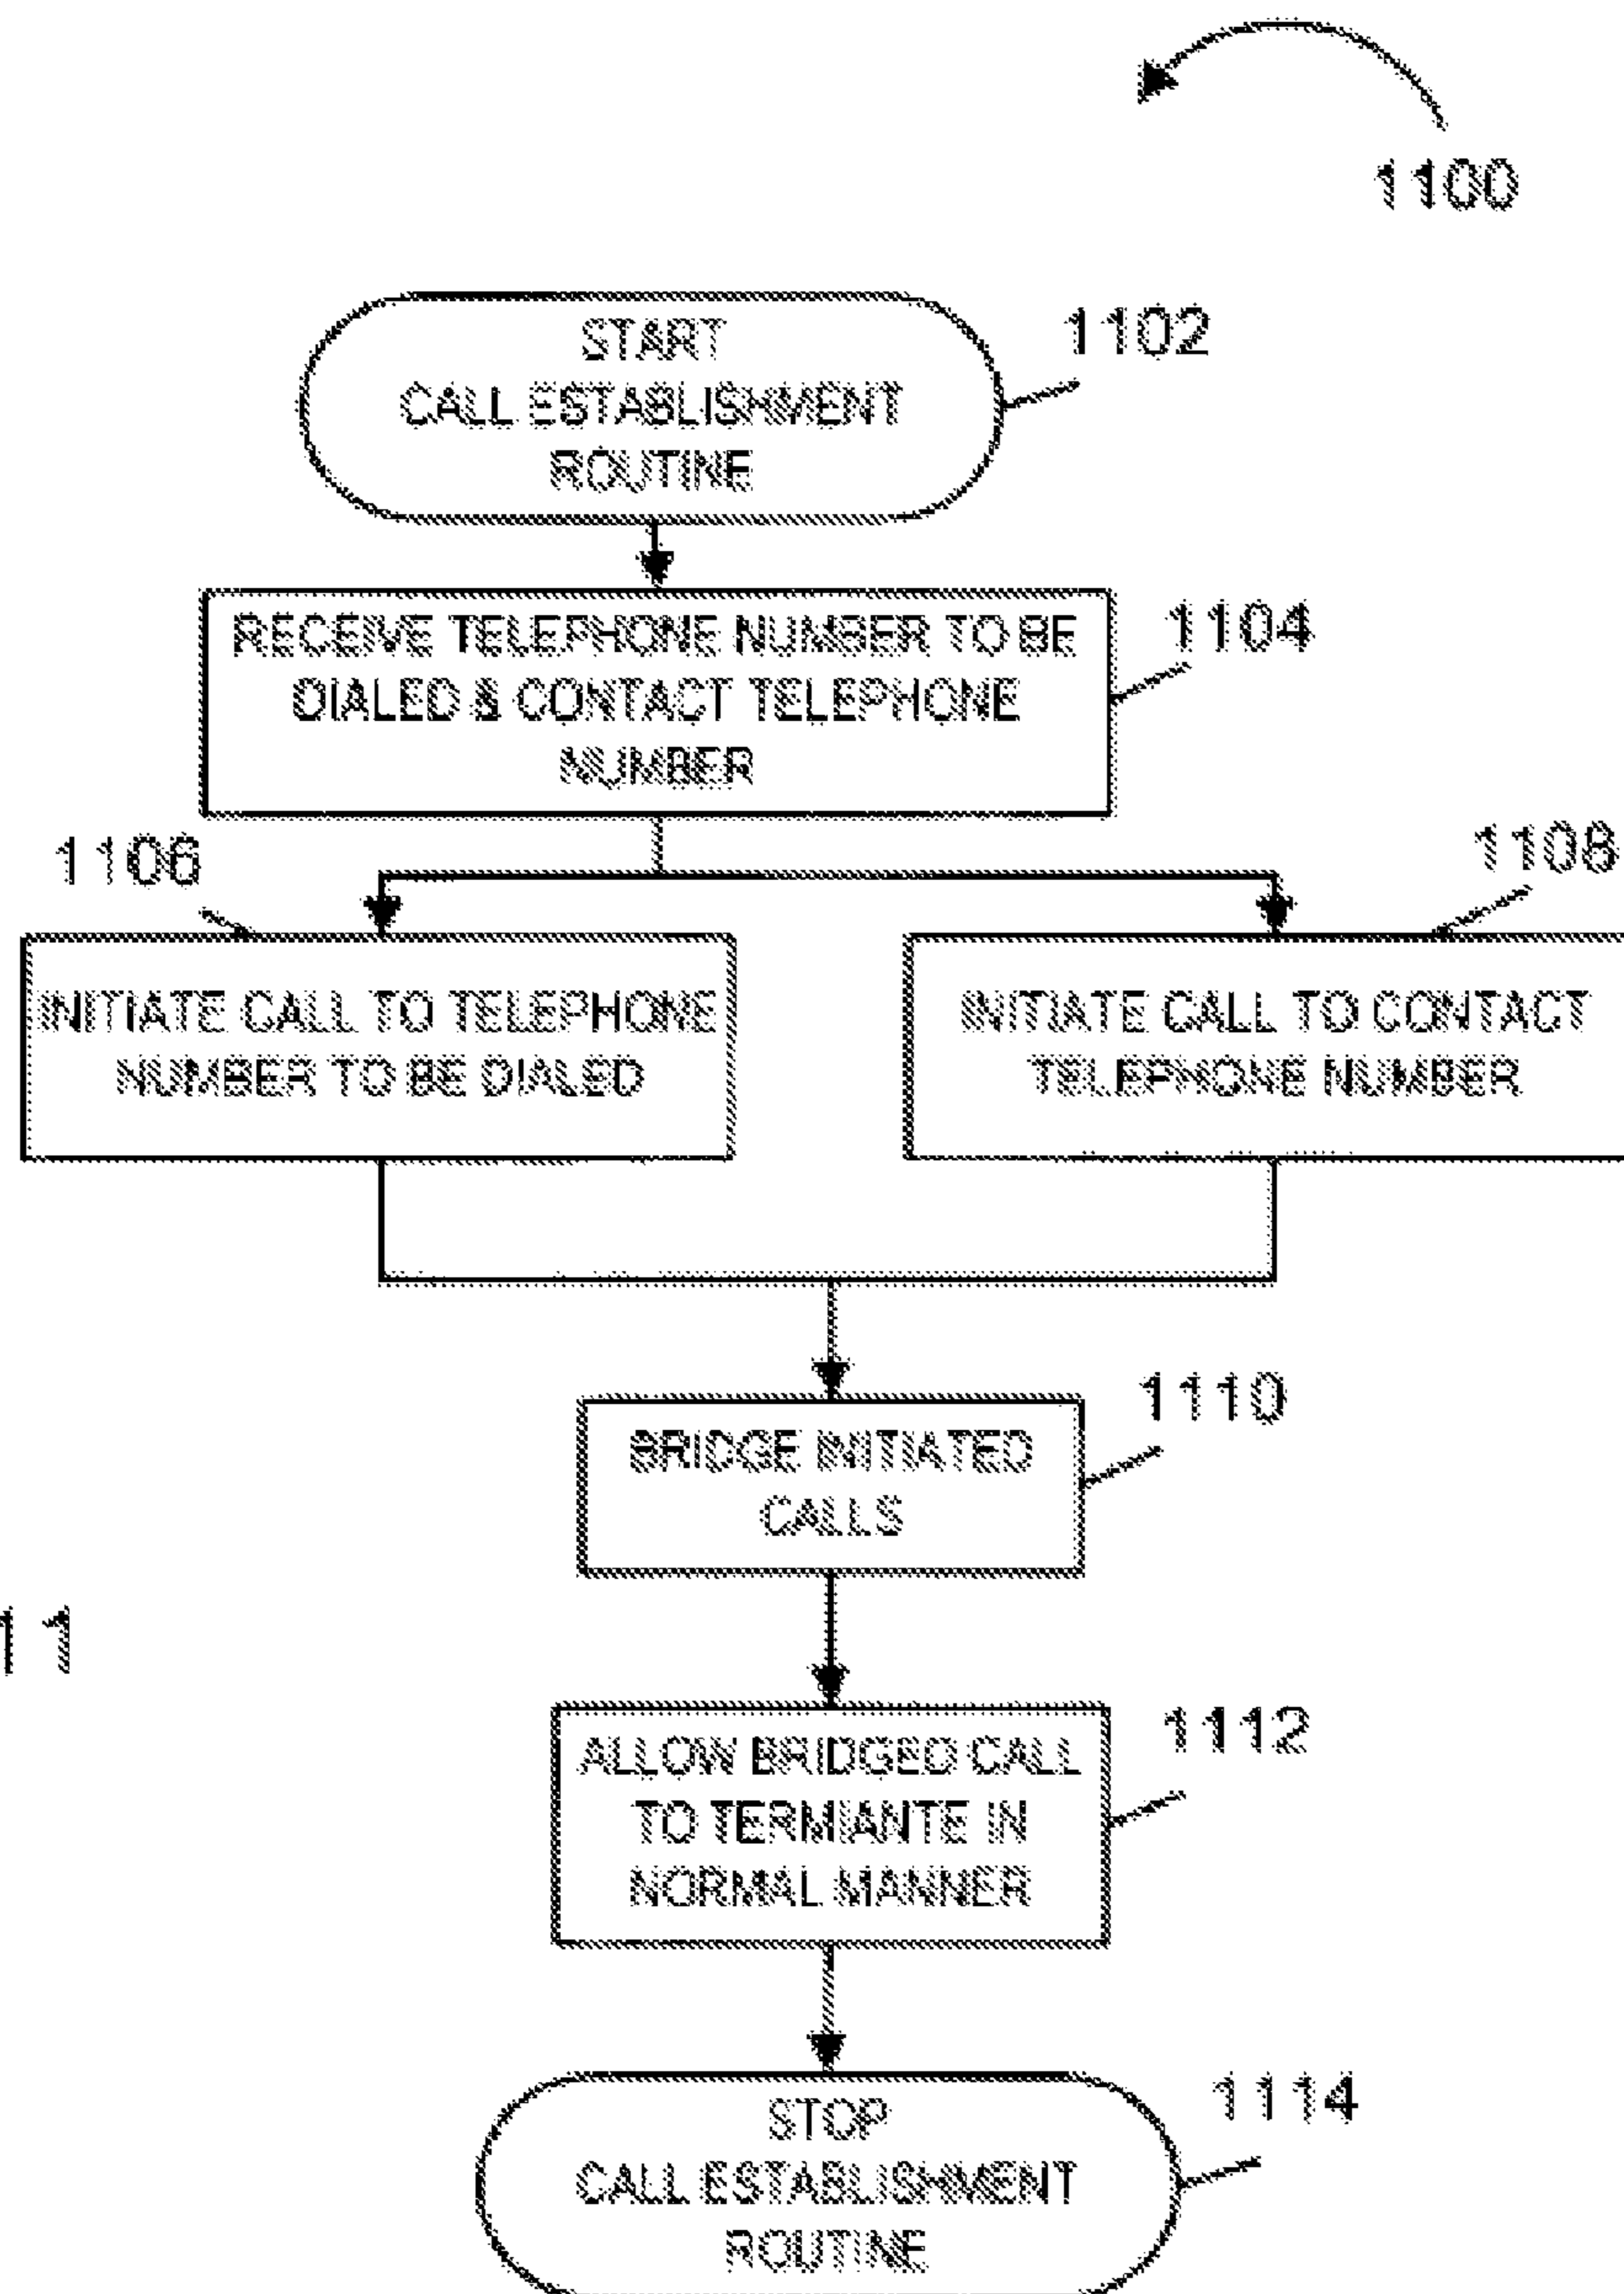 1100
START
CALL ESTABLISHMENT
ROUTINE
1102
RECEIVE TELEPHONE NUMBER TO BE
DIALED & CONTACT TELEPHONE
NUMBER
1104
1106
1108
INITIATE CALL TO TELEPHONE
NUMBER TO BE DIALED
INITIATE CALL TO CONTACT
TELEPHONE NUMBER
BRIDGE INITIATED
CALLS
1110
11
ALLOW BRIDGED CALL
TO TERMIANTE IN
NORMAL MANNER
1112
STOP
CALL ESTABLISHMENT
ROUTINE
1114